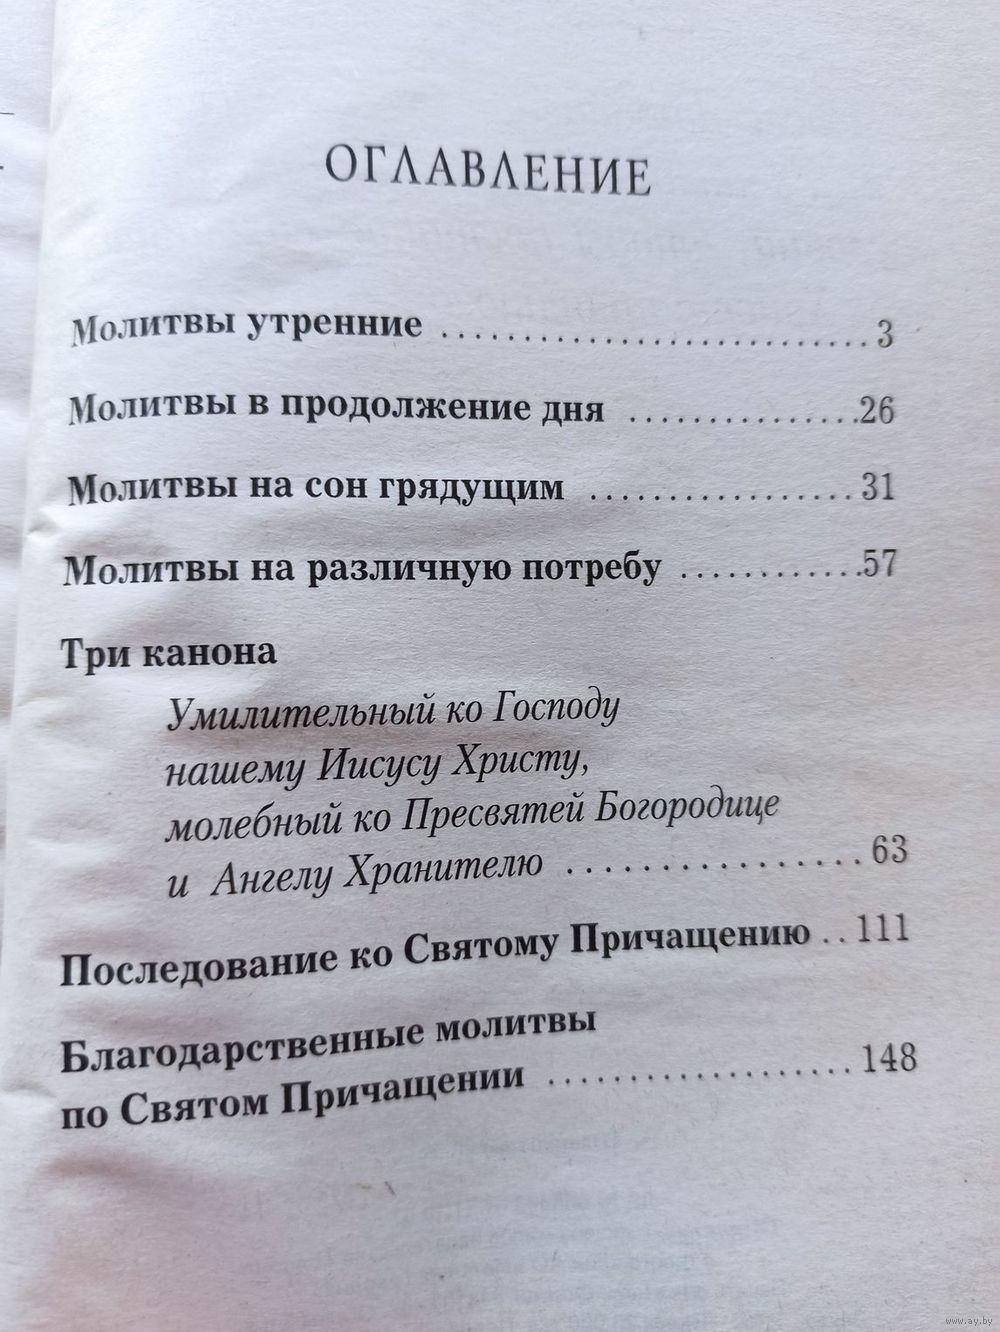 ОГЛАВЛЕНИЕ
Молитвы утренние ........................... 3
Молитвы в продолжение дня ............... 26
Молитвы на сон грядущим ................. 31
Молитвы на различную потребу ............ 57
Три канона
Умилительный ко Господу
нашему Иисусу Христу,
молебный ко Пресвятей Богородице
и Ангелу Хранителю ................ 63
Последование ко Святому Причащению .. 111
Благодарственные молитвы
по Святом Причащении .................... 148
www.ay.by